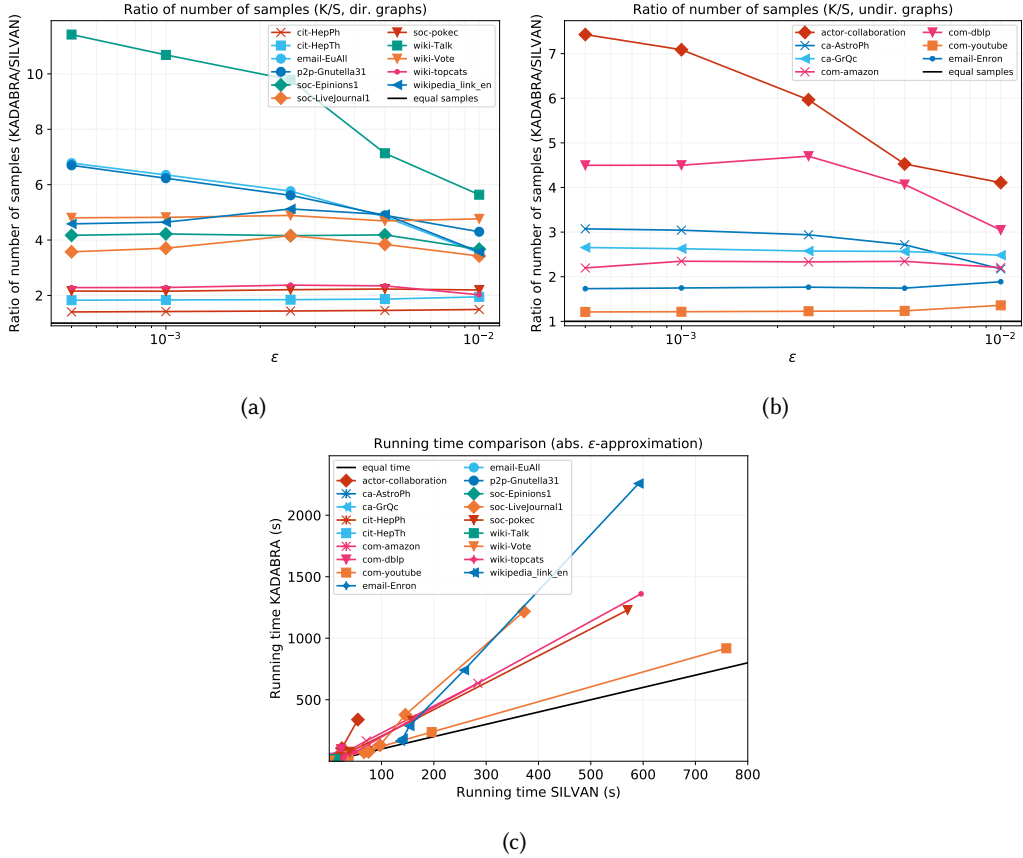 Ratio of number of samples (K/S, dir. graphs)
Ratio of number of samples (KADABRA/SILVAN)
10
8
6
4
2
cit-HepPh
cit-HepTh
email-EuAll
p2p-Gnutella31
soc-Epinions1
soc-LiveJournal1
soc-pokec
wiki-Talk
wiki-Vote
wiki-topcats
wikipedia_link_en
equal samples
10⁻³
10⁻²
ε
(a)
Ratio of number of samples (K/S, undir. graphs)
Ratio of number of samples (KADABRA/SILVAN)
7
6
5
4
3
2
1
actor-collaboration
ca-AstroPh
ca-GrQc
com-amazon
com-dblp
com-youtube
email-Enron
equal samples
10⁻³
10⁻²
ε
(b)
Running time comparison (abs. ε-approximation)
Running time KADABRA (s)
2000
1500
1000
500
equal time
actor-collaboration
ca-AstroPh
ca-GrQc
cit-HepPh
cit-HepTh
com-amazon
com-dblp
com-youtube
email-Enron
email-EuAll
p2p-Gnutella31
soc-Epinions1
soc-LiveJournal1
soc-pokec
wiki-Talk
wiki-Vote
wiki-topcats
wikipedia_link_en
100 200 300 400 500 600 700 800
Running time SILVAN (s)
(c)